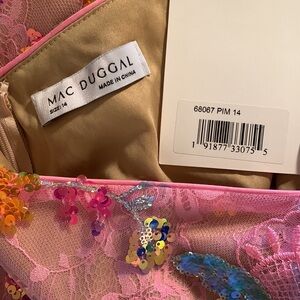 MAC DUGGAL
SIZE: 14
MADE IN CHINA
68067 PIM 14
1 91877 33075 5